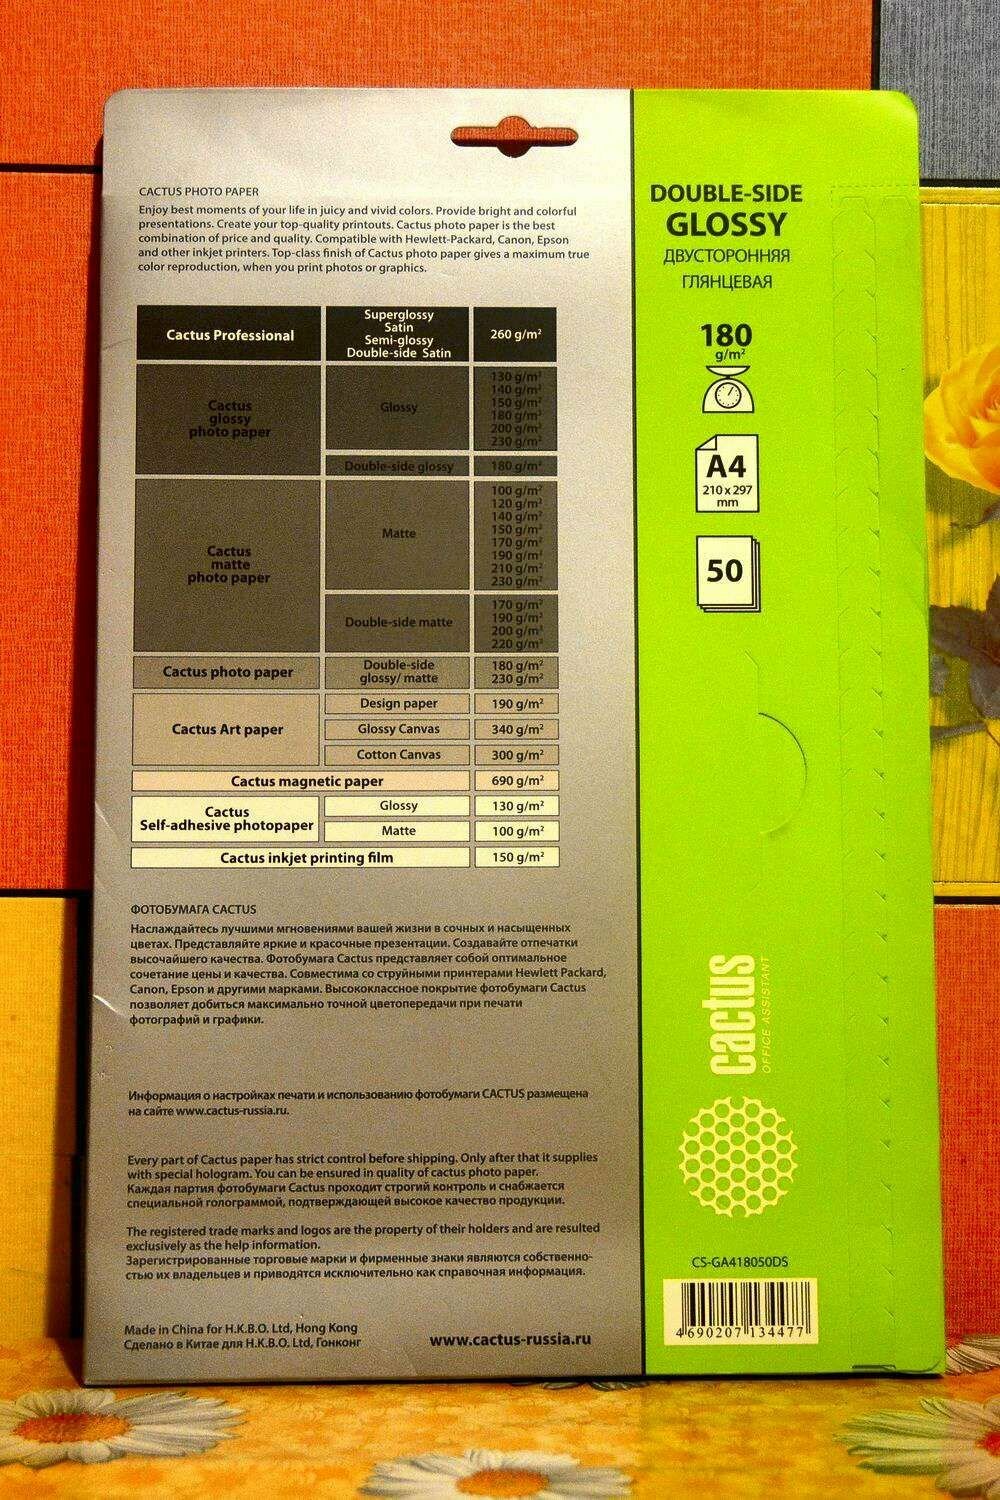 CACTUS PHOTO PAPER
Enjoy best moments of your life in juicy and vivid colors. Provide bright and colorful
presentations. Create your top-quality printouts. Cactus photo paper is the best
combination of price and quality. Compatible with Hewlett-Packard, Canon, Epson
and other inkjet printers. Top-class finish of Cactus photo paper gives a maximum true
color reproduction, when you print photos or graphics.
Cactus Professional
Superglossy
Satin
Semi-glossy
Double-side Satin
260 g/m²
Cactus
glossy
photo paper
Glossy
130 g/m²
140 g/m²
150 g/m²
180 g/m²
200 g/m²
230 g/m²
Double-side glossy
180 g/m²
Cactus
matte
photo paper
Matte
100 g/m²
120 g/m²
140 g/m²
150 g/m²
170 g/m²
190 g/m²
210 g/m²
230 g/m²
Double-side matte
170 g/m²
190 g/m²
200 g/m²
220 g/m²
Cactus photo paper
Double-side
glossy/ matte
180 g/m²
230 g/m²
Cactus Art paper
Design paper
190 g/m²
Glossy Canvas
340 g/m²
Cotton Canvas
300 g/m²
Cactus magnetic paper
690 g/m²
Cactus
Self-adhesive photopaper
Glossy
130 g/m²
Matte
100 g/m²
Cactus inkjet printing film
150 g/m²
ФОТОБУМАГА CACTUS
Наслаждайтесь лучшими мгновениями вашей жизни в сочных и насыщенных
цветах. Представляйте яркие и красочные презентации. Создавайте отпечатки
высочайшего качества. Фотобумага Cactus представляет собой оптимальное
сочетание цены и качества. Совместима со струйными принтерами Hewlett Packard,
Canon, Epson и другими марками. Высококлассное покрытие фотобумаги Cactus
позволяет добиться максимально точной цветопередачи при печати
фотографий и графики.
Информация о настройках печати и использованию фотобумаги CACTUS размещена
на сайте www.cactus-russia.ru.
Every part of Cactus paper has strict control before shipping. Only after that it supplies
with special hologram. You can be ensured in quality of cactus photo paper.
Каждая партия фотобумаги Cactus проходит строгий контроль и снабжается
специальной голограммой, подтверждающей высокое качество продукции.
The registered trade marks and logos are the property of their holders and are resulted
exclusively as the help information.
Зарегистрированные торговые марки и фирменные знаки являются собственно-
стью их владельцев и приводятся исключительно как справочная информация.
Made in China for H.K.B.O. Ltd, Hong Kong
Сделано в Китае для H.K.B.O. Ltd, Гонконг
www.cactus-russia.ru
DOUBLE-SIDE
GLOSSY
ДВУСТОРОННЯЯ
ГЛЯНЦЕВАЯ
180
g/m²
A4
210 x 297
mm
50
cactus
OFFICE ASSISTANT
CS-GA418050DS
4 690207 134477